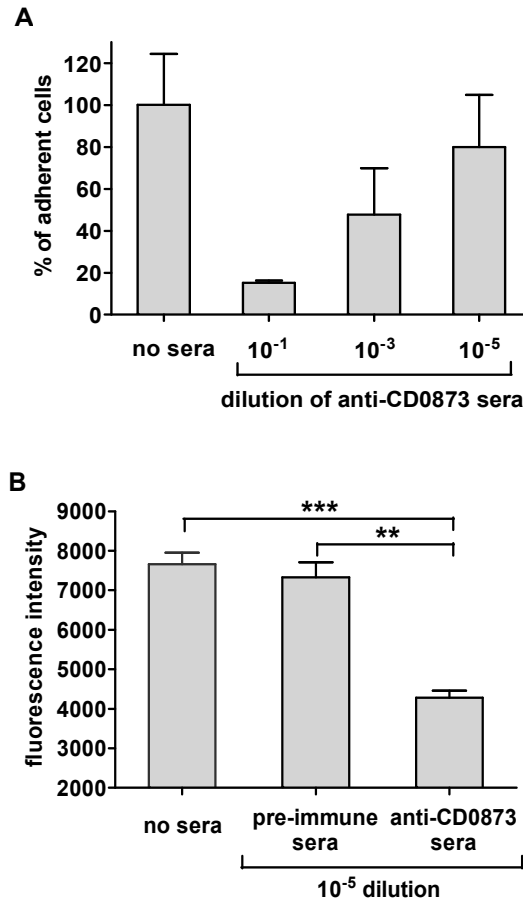 A
% of adherent cells
120
100
80
60
40
20
0
no sera 10⁻¹ 10⁻³ 10⁻⁵
dilution of anti-CD0873 sera
B
fluorescence intensity
9000
8000
7000
6000
5000
4000
3000
2000
***
**
no sera pre-immune sera anti-CD0873 sera
10⁻⁵ dilution